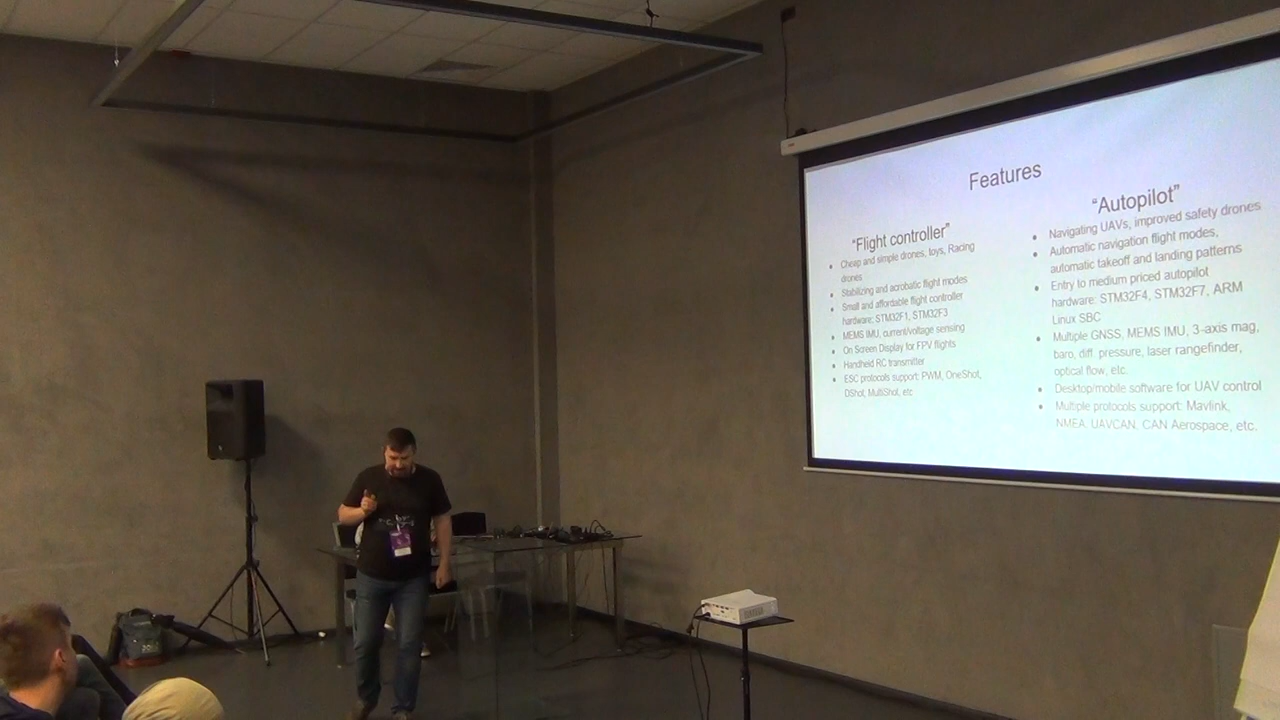 Features
“Flight controller”
Cheap and simple drones, toys, Racing
drones
Stabilizing and acrobatic flight modes
Small and affordable flight controller
hardware: STM32F1, STM32F3
MEMS IMU, current/voltage sensing
On Screen Display for FPV flights
Handheld RC transmitter
ESC protocols support: PWM, OneShot,
DShot, MultiShot, etc
“Autopilot”
Navigating UAVs, improved safety drones
Automatic navigation flight modes,
automatic takeoff and landing patterns
Entry to medium priced autopilot
hardware: STM32F4, STM32F7, ARM
Linux SBC
Multiple GNSS, MEMS IMU, 3-axis mag,
baro, diff pressure, laser rangefinder,
optical flow, etc.
Desktop/mobile software for UAV control
Multiple protocols support: Mavlink,
NMEA, UAVCAN, CAN Aerospace, etc.